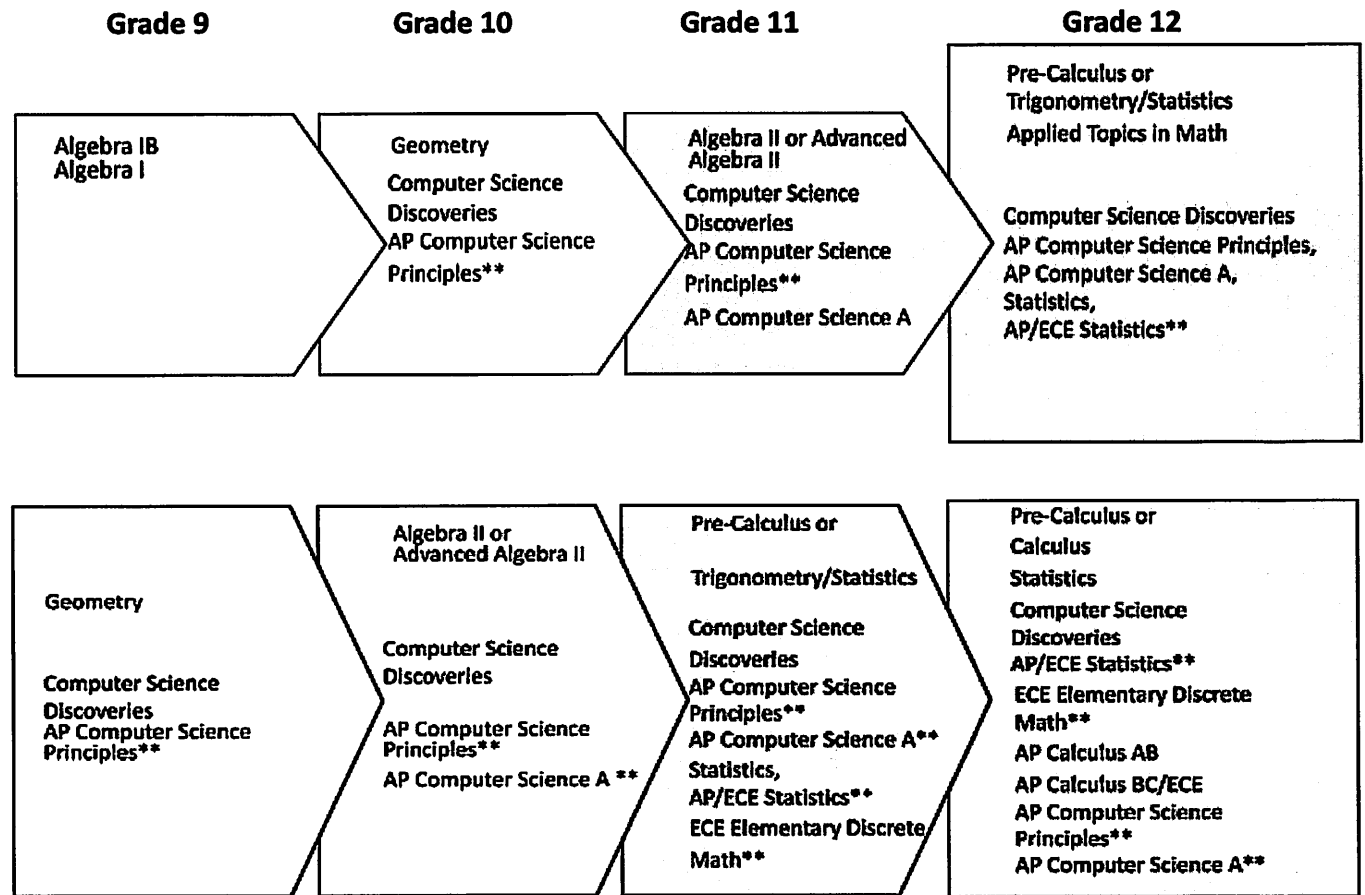 Grade 9
Grade 10
Grade 11
Grade 12
Algebra IB
Algebra I
Geometry
Computer Science
Discoveries
AP Computer Science
Principles**
Algebra II or Advanced
Algebra II
Computer Science
Discoveries
AP Computer Science
Principles**
AP Computer Science A
Pre-Calculus or
Trigonometry/Statistics
Applied Topics in Math
Computer Science Discoveries
AP Computer Science Principles,
AP Computer Science A,
Statistics,
AP/ECE Statistics**
Geometry
Computer Science
Discoveries
AP Computer Science
Principles**
Algebra II or
Advanced Algebra II
Computer Science
Discoveries
AP Computer Science
Principles**
AP Computer Science A **
Pre-Calculus or
Trigonometry/Statistics
Computer Science
Discoveries
AP Computer Science
Principles**
AP Computer Science A**
Statistics,
AP/ECE Statistics**
ECE Elementary Discrete
Math**
Pre-Calculus or
Calculus
Statistics
Computer Science
Discoveries
AP/ECE Statistics**
ECE Elementary Discrete
Math**
AP Calculus AB
AP Calculus BC/ECE
AP Computer Science
Principles**
AP Computer Science A**